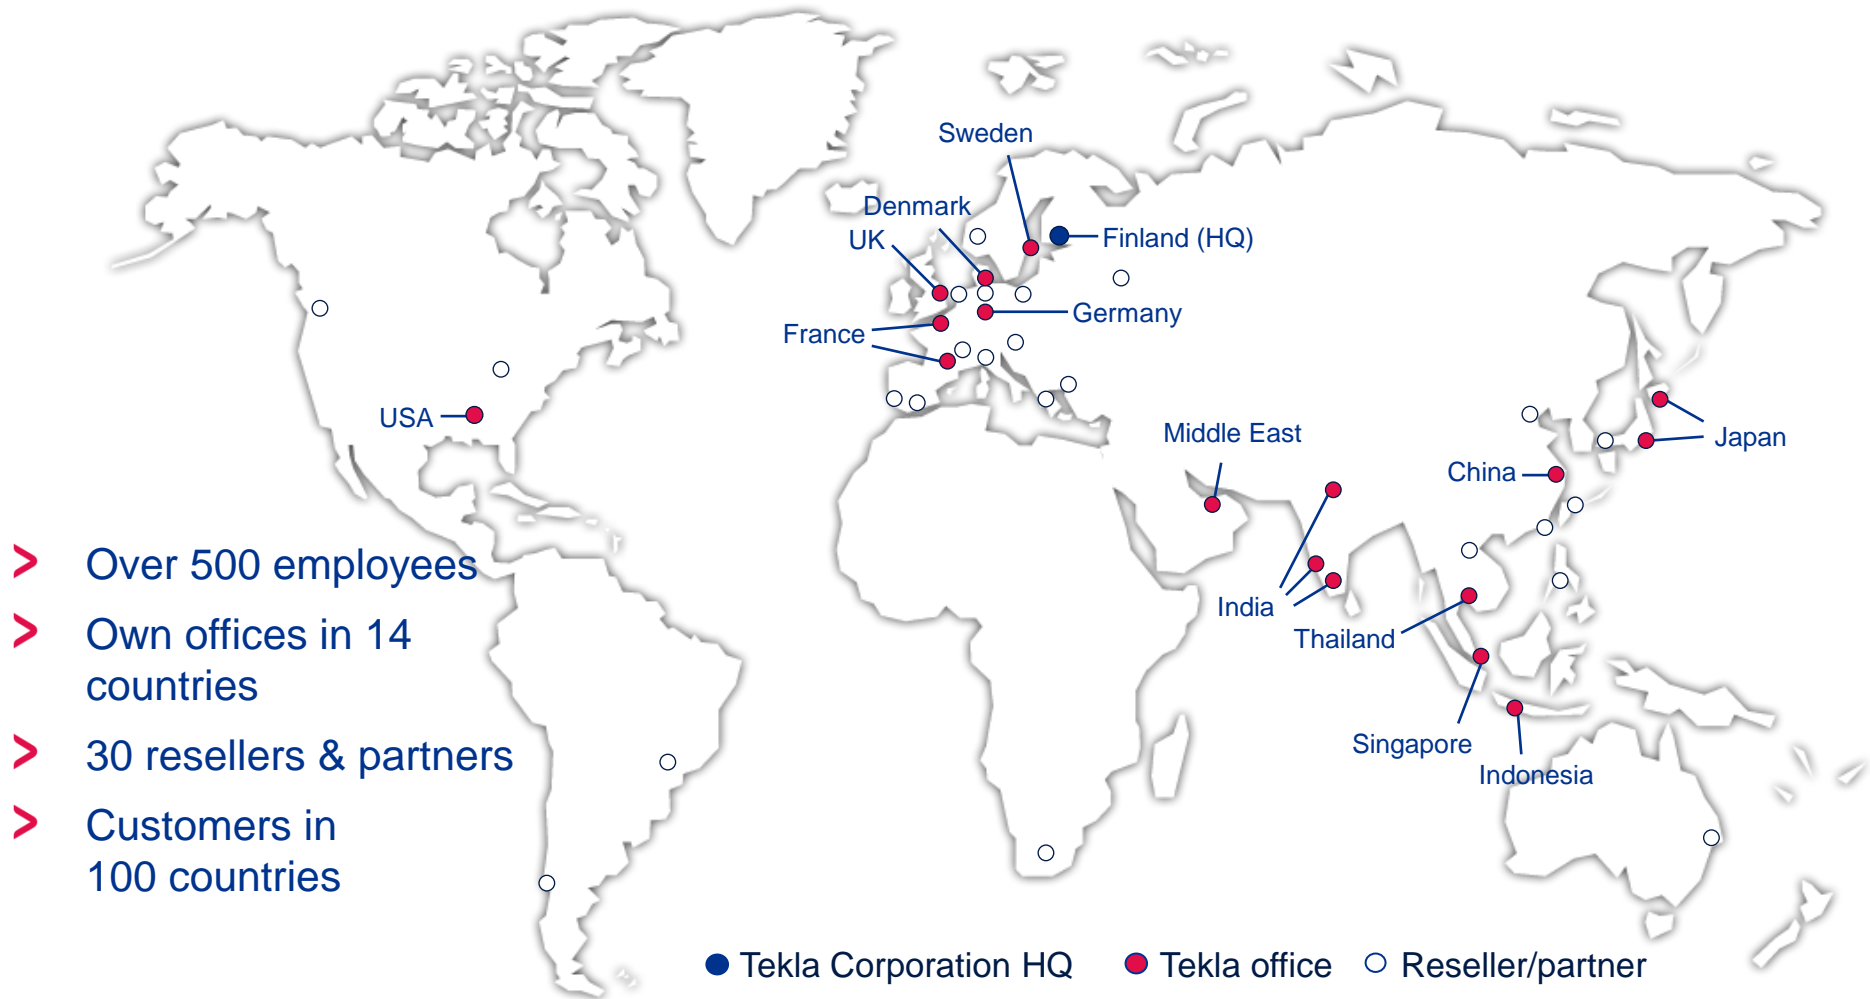 Sweden
Denmark
UK
Finland (HQ)
Germany
France
USA
Middle East
Japan
China
India
Thailand
Singapore
Indonesia
> Over 500 employees
> Own offices in 14
countries
> 30 resellers & partners
> Customers in
100 countries
Tekla Corporation HQ
Tekla office
Reseller/partner